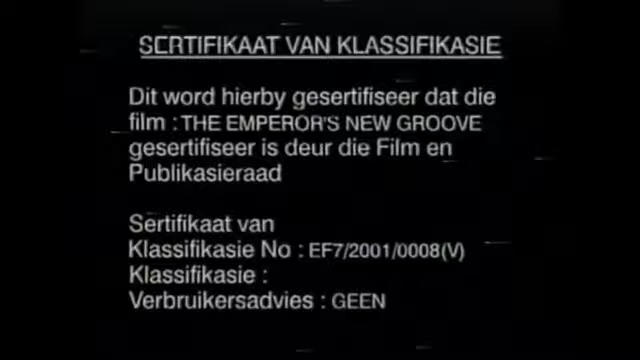 SERTIFIKAAT VAN KLASSIFIKASIE
Dit word hierby gesertifiseer dat die
film : THE EMPEROR'S NEW GROOVE
gesertifiseer is deur die Film en
Publikasieraad
Sertifikaat van
Klassifikasie No : EF7/2001/0008(V)
Klassifikasie :
Verbruikersadvies : GEEN